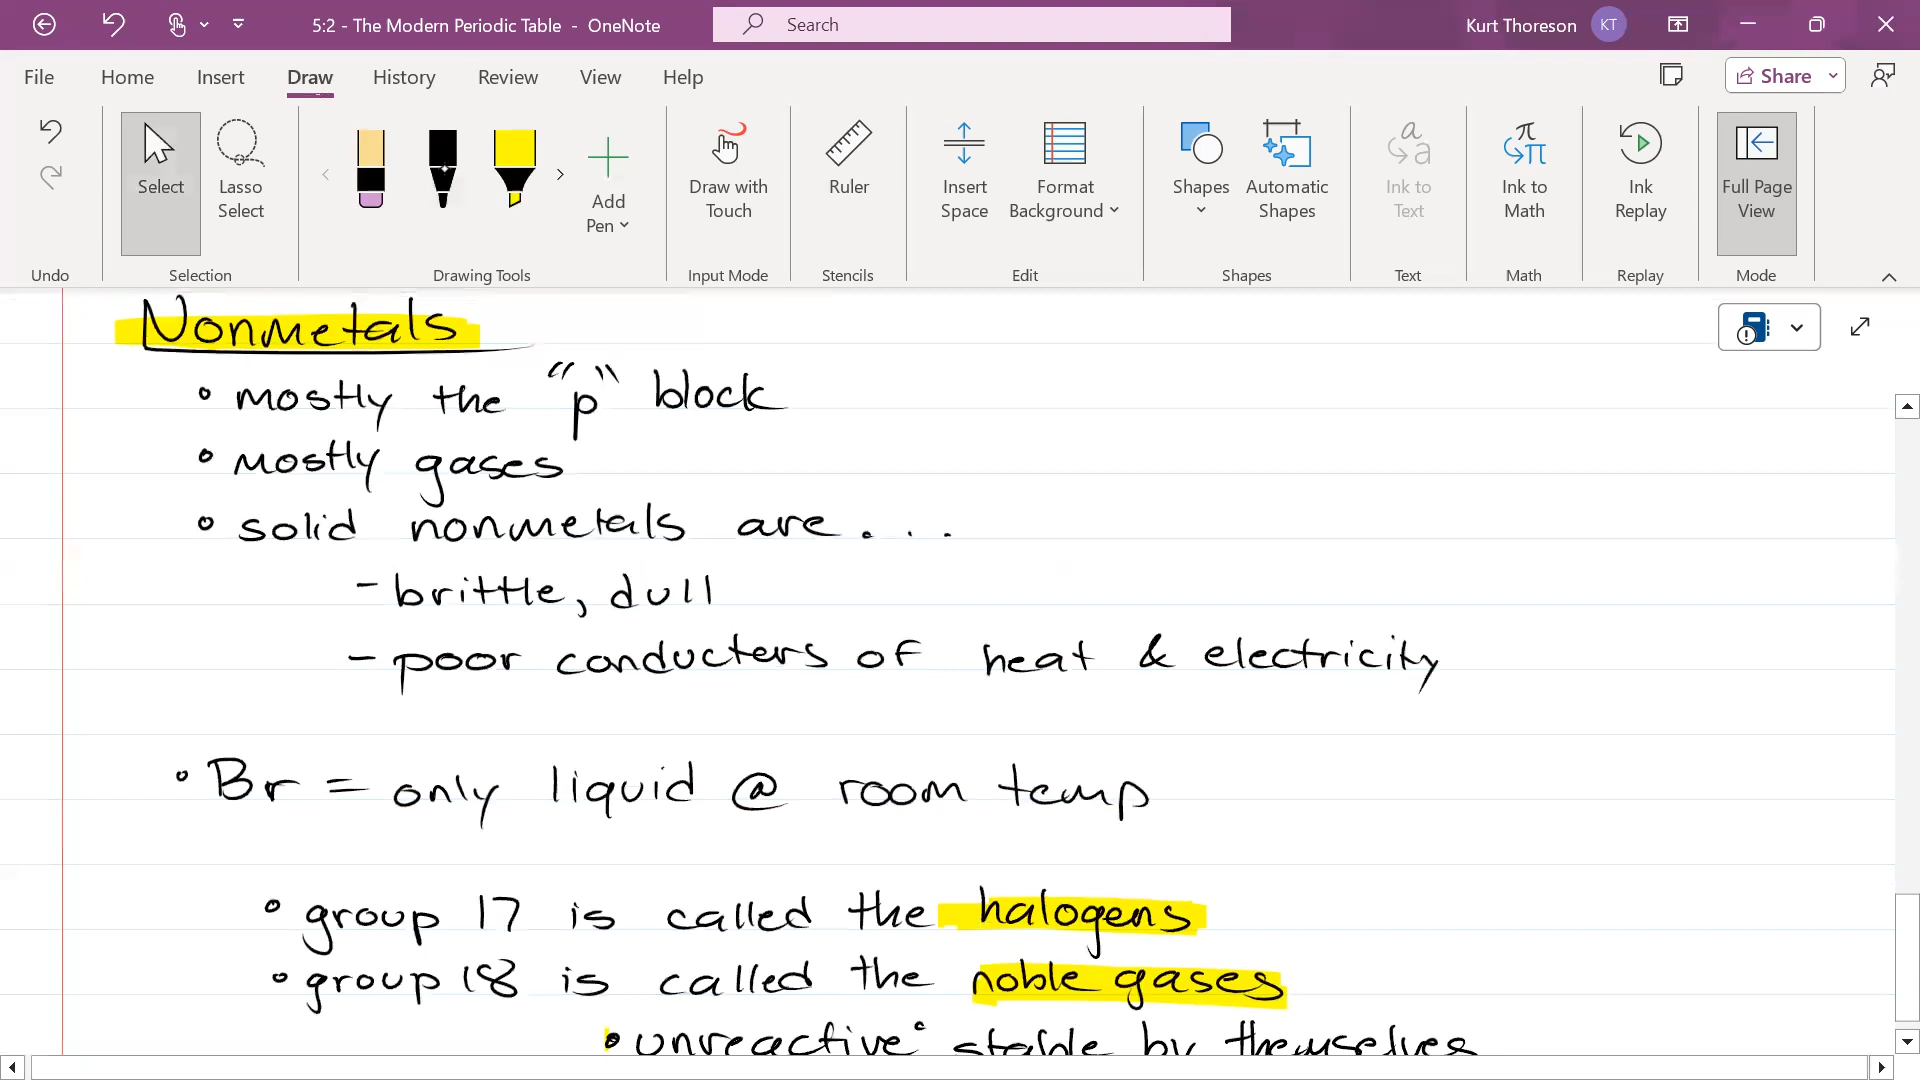 5:2 - The Modern Periodic Table - OneNote
Search
Kurt Thoreson KT
File Home Insert Draw History Review View Help
Share
Select
Lasso Select
Add Pen
Draw with Touch
Ruler
Insert Space
Format Background
Shapes
Automatic Shapes
Ink to Text
Ink to Math
Ink Replay
Full Page View
Undo Selection Drawing Tools Input Mode Stencils Edit Shapes Text Math Replay Mode
Nonmetals
• mostly the "p" block
• mostly gases
• solid nonmetals are...
- brittle, dull
- poor conducters of heat & electricity
• Br = only liquid @ room temp
• group 17 is called the halogens
• group 18 is called the noble gases
• unreactive: stable by themselves